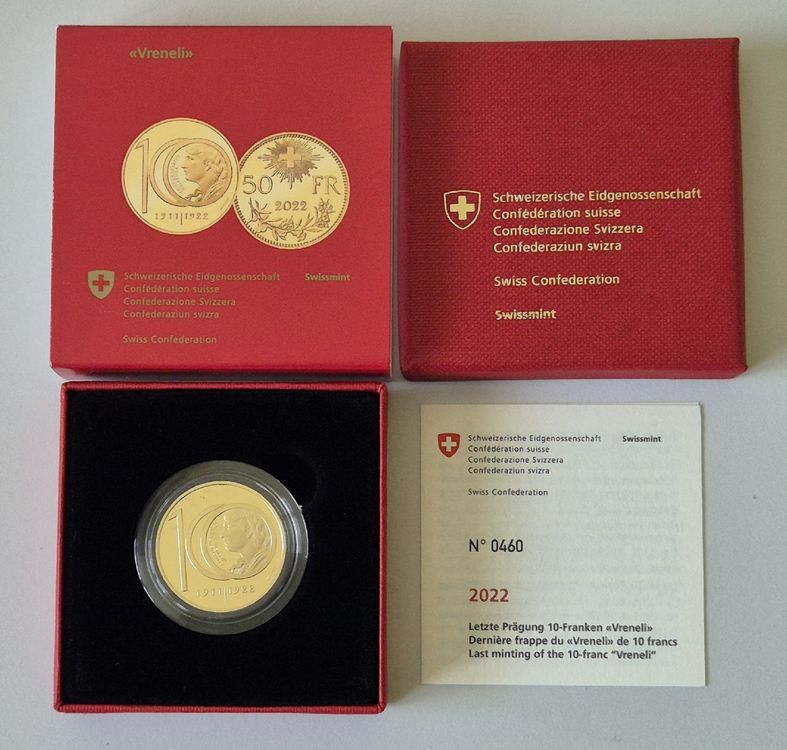 «Vreneli»
10
1911 | 1922
50 FR
2022
Schweizerische Eidgenossenschaft Swissmint
Confédération suisse
Confederazione Svizzera
Confederaziun svizra
Swiss Confederation
Schweizerische Eidgenossenschaft
Confédération suisse
Confederazione Svizzera
Confederaziun svizra
Swiss Confederation
Swissmint
10
1911 | 1922
Schweizerische Eidgenossenschaft Swissmint
Confédération suisse
Confederazione Svizzera
Confederaziun svizra
Swiss Confederation
N° 0460
2022
Letzte Prägung 10-Franken «Vreneli»
Dernière frappe du «Vreneli» de 10 francs
Last minting of the 10-franc "Vreneli"